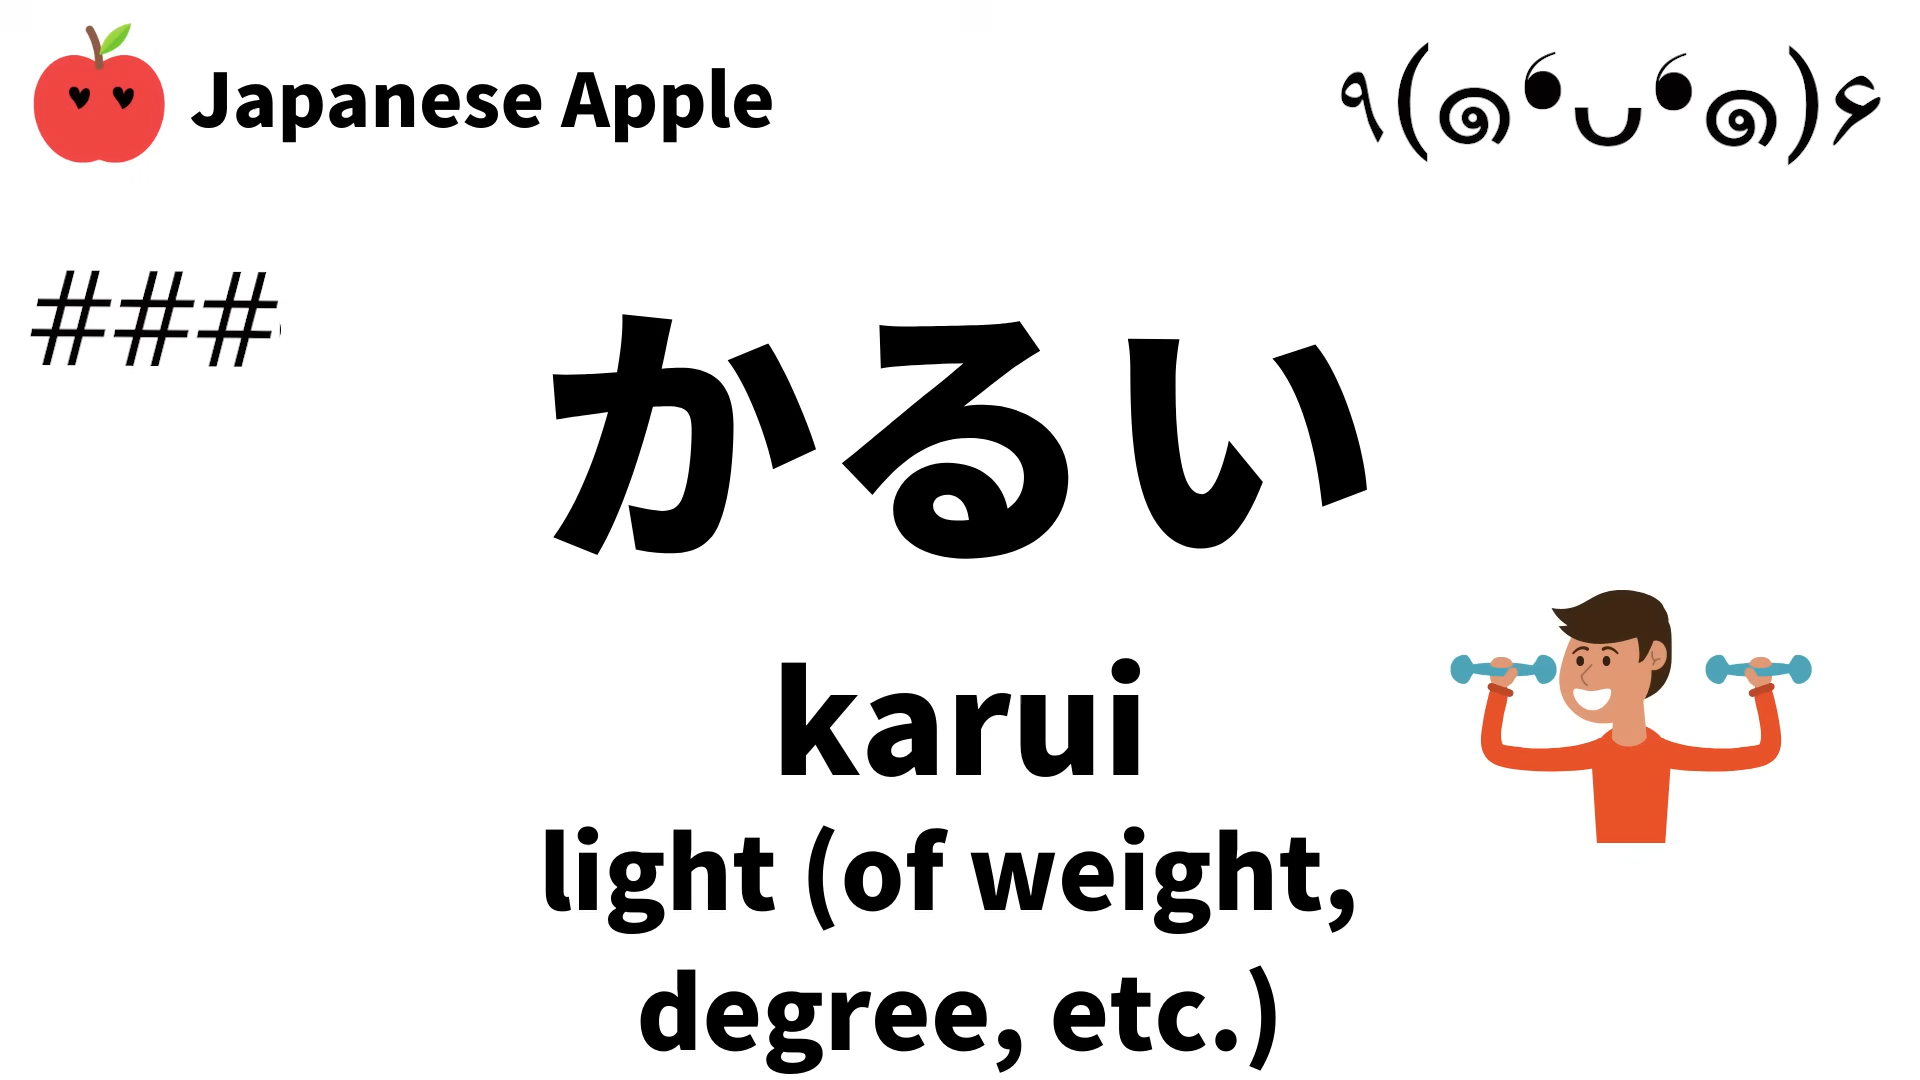 Japanese Apple
٩(๑❛ᴗ❛๑)۶
###
かるい
karui
light (of weight,
degree, etc.)